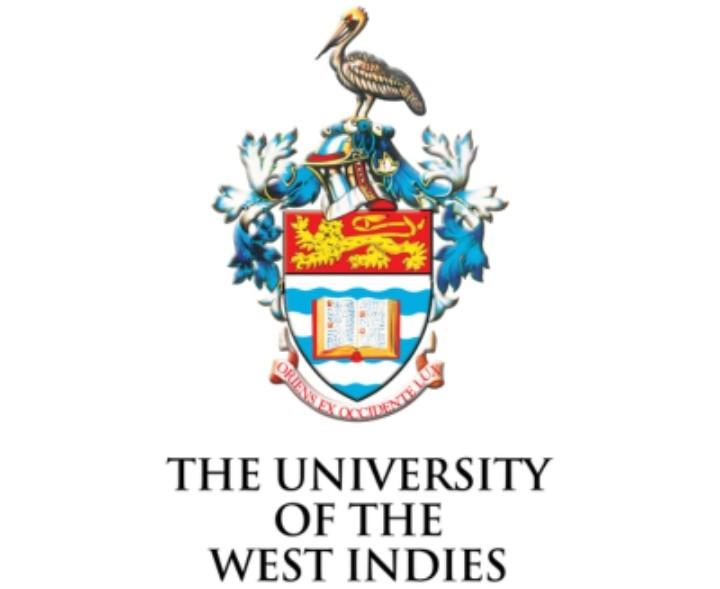 ORIENS EX OCCIDENTE LUX
THE UNIVERSITY
OF THE
WEST INDIES